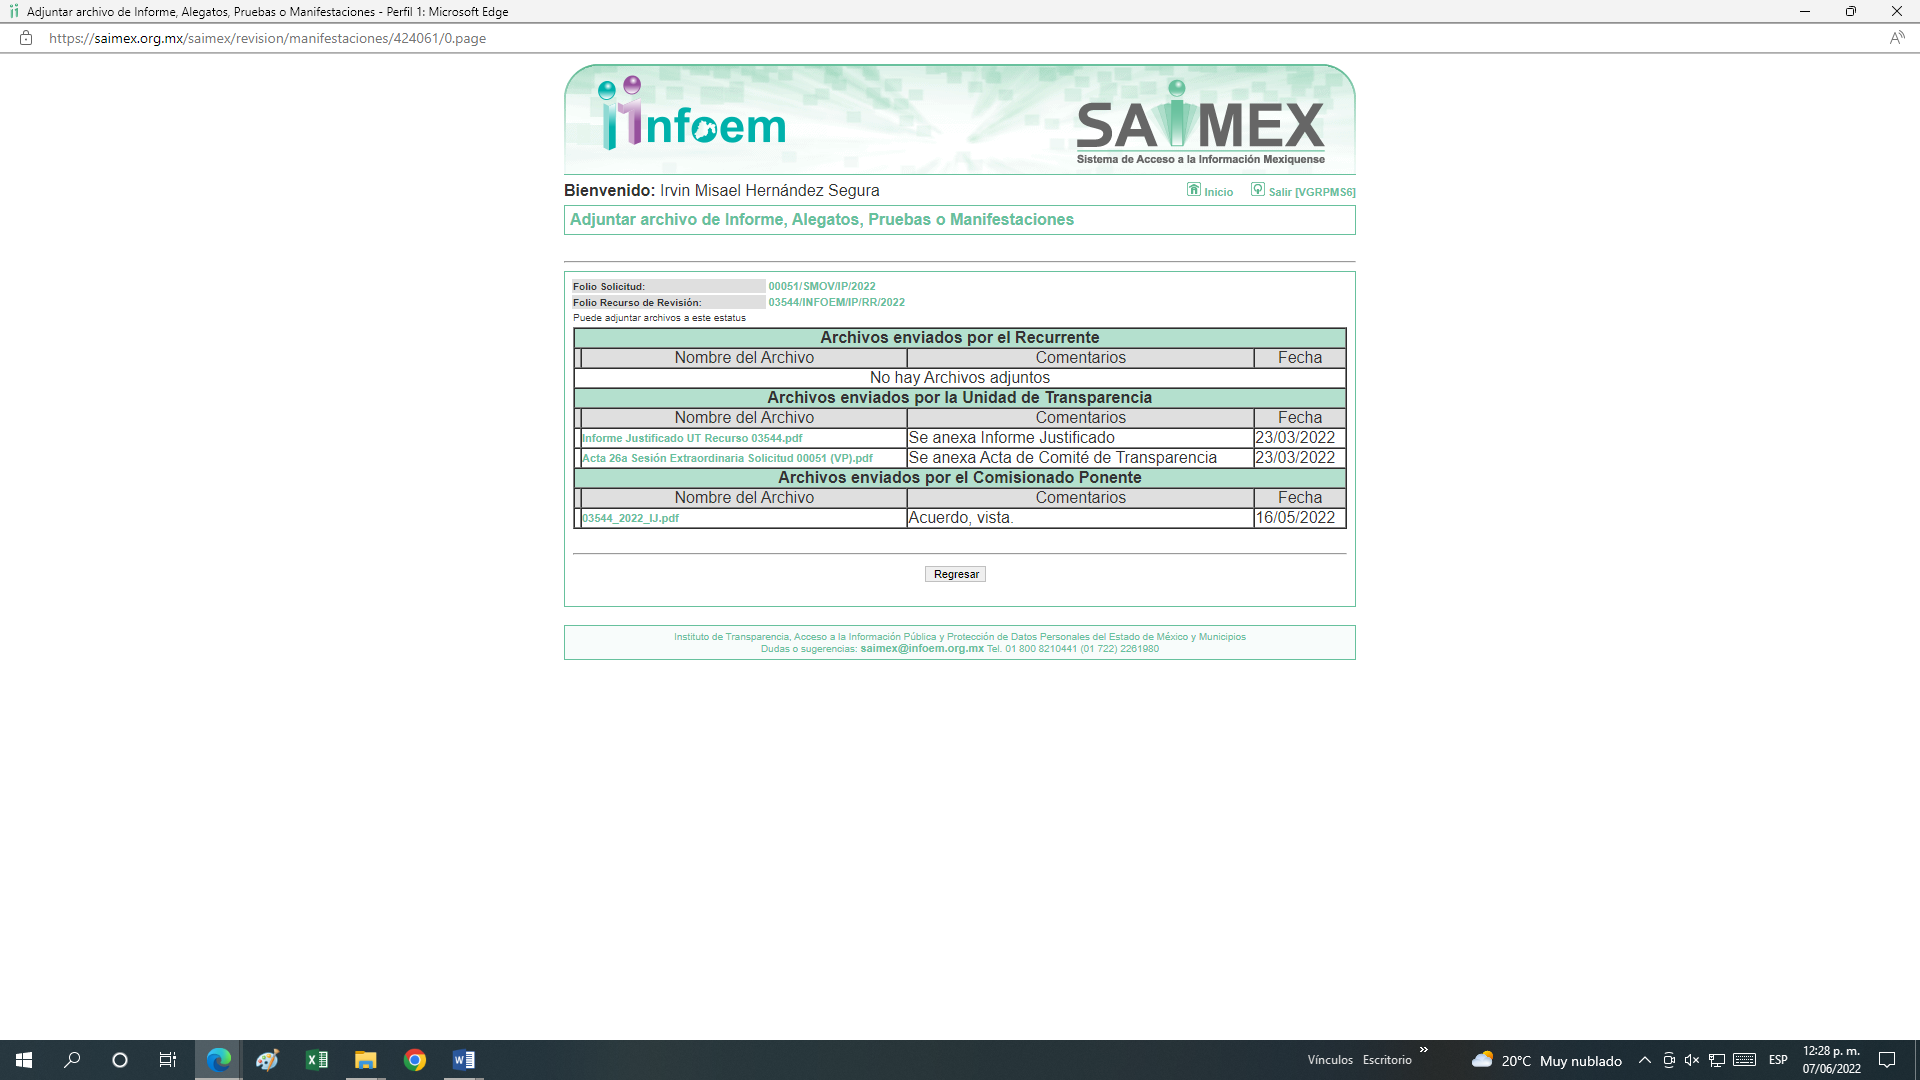 Adjuntar archivo de Informe, Alegatos, Pruebas o Manifestaciones - Perfil 1: Microsoft Edge
https://saimex.org.mx/saimex/revision/manifestaciones/424061/0.page
infoem
SAIMEX
Sistema de Acceso a la Información Mexiquense
Bienvenido: Irvin Misael Hernández Segura
Inicio
Salir [VGRPMS6]
Adjuntar archivo de Informe, Alegatos, Pruebas o Manifestaciones
Folio Solicitud: 00051/SMOV/IP/2022
Folio Recurso de Revisión: 03544/INFOEM/IP/RR/2022
Puede adjuntar archivos a este estatus
Archivos enviados por el Recurrente
Nombre del Archivo Comentarios Fecha
No hay Archivos adjuntos
Archivos enviados por la Unidad de Transparencia
Nombre del Archivo Comentarios Fecha
Informe Justificado UT Recurso 03544.pdf Se anexa Informe Justificado 23/03/2022
Acta 26a Sesión Extraordinaria Solicitud 00051 (VP).pdf Se anexa Acta de Comité de Transparencia 23/03/2022
Archivos enviados por el Comisionado Ponente
Nombre del Archivo Comentarios Fecha
03544_2022_IJ.pdf Acuerdo, vista. 16/05/2022
Regresar
Instituto de Transparencia, Acceso a la Información Pública y Protección de Datos Personales del Estado de México y Municipios
Dudas o sugerencias: saimex@infoem.org.mx Tel. 01 800 8210441 (01 722) 2261980
Vínculos Escritorio » 20°C Muy nublado ESP 12:28 p. m.
07/06/2022